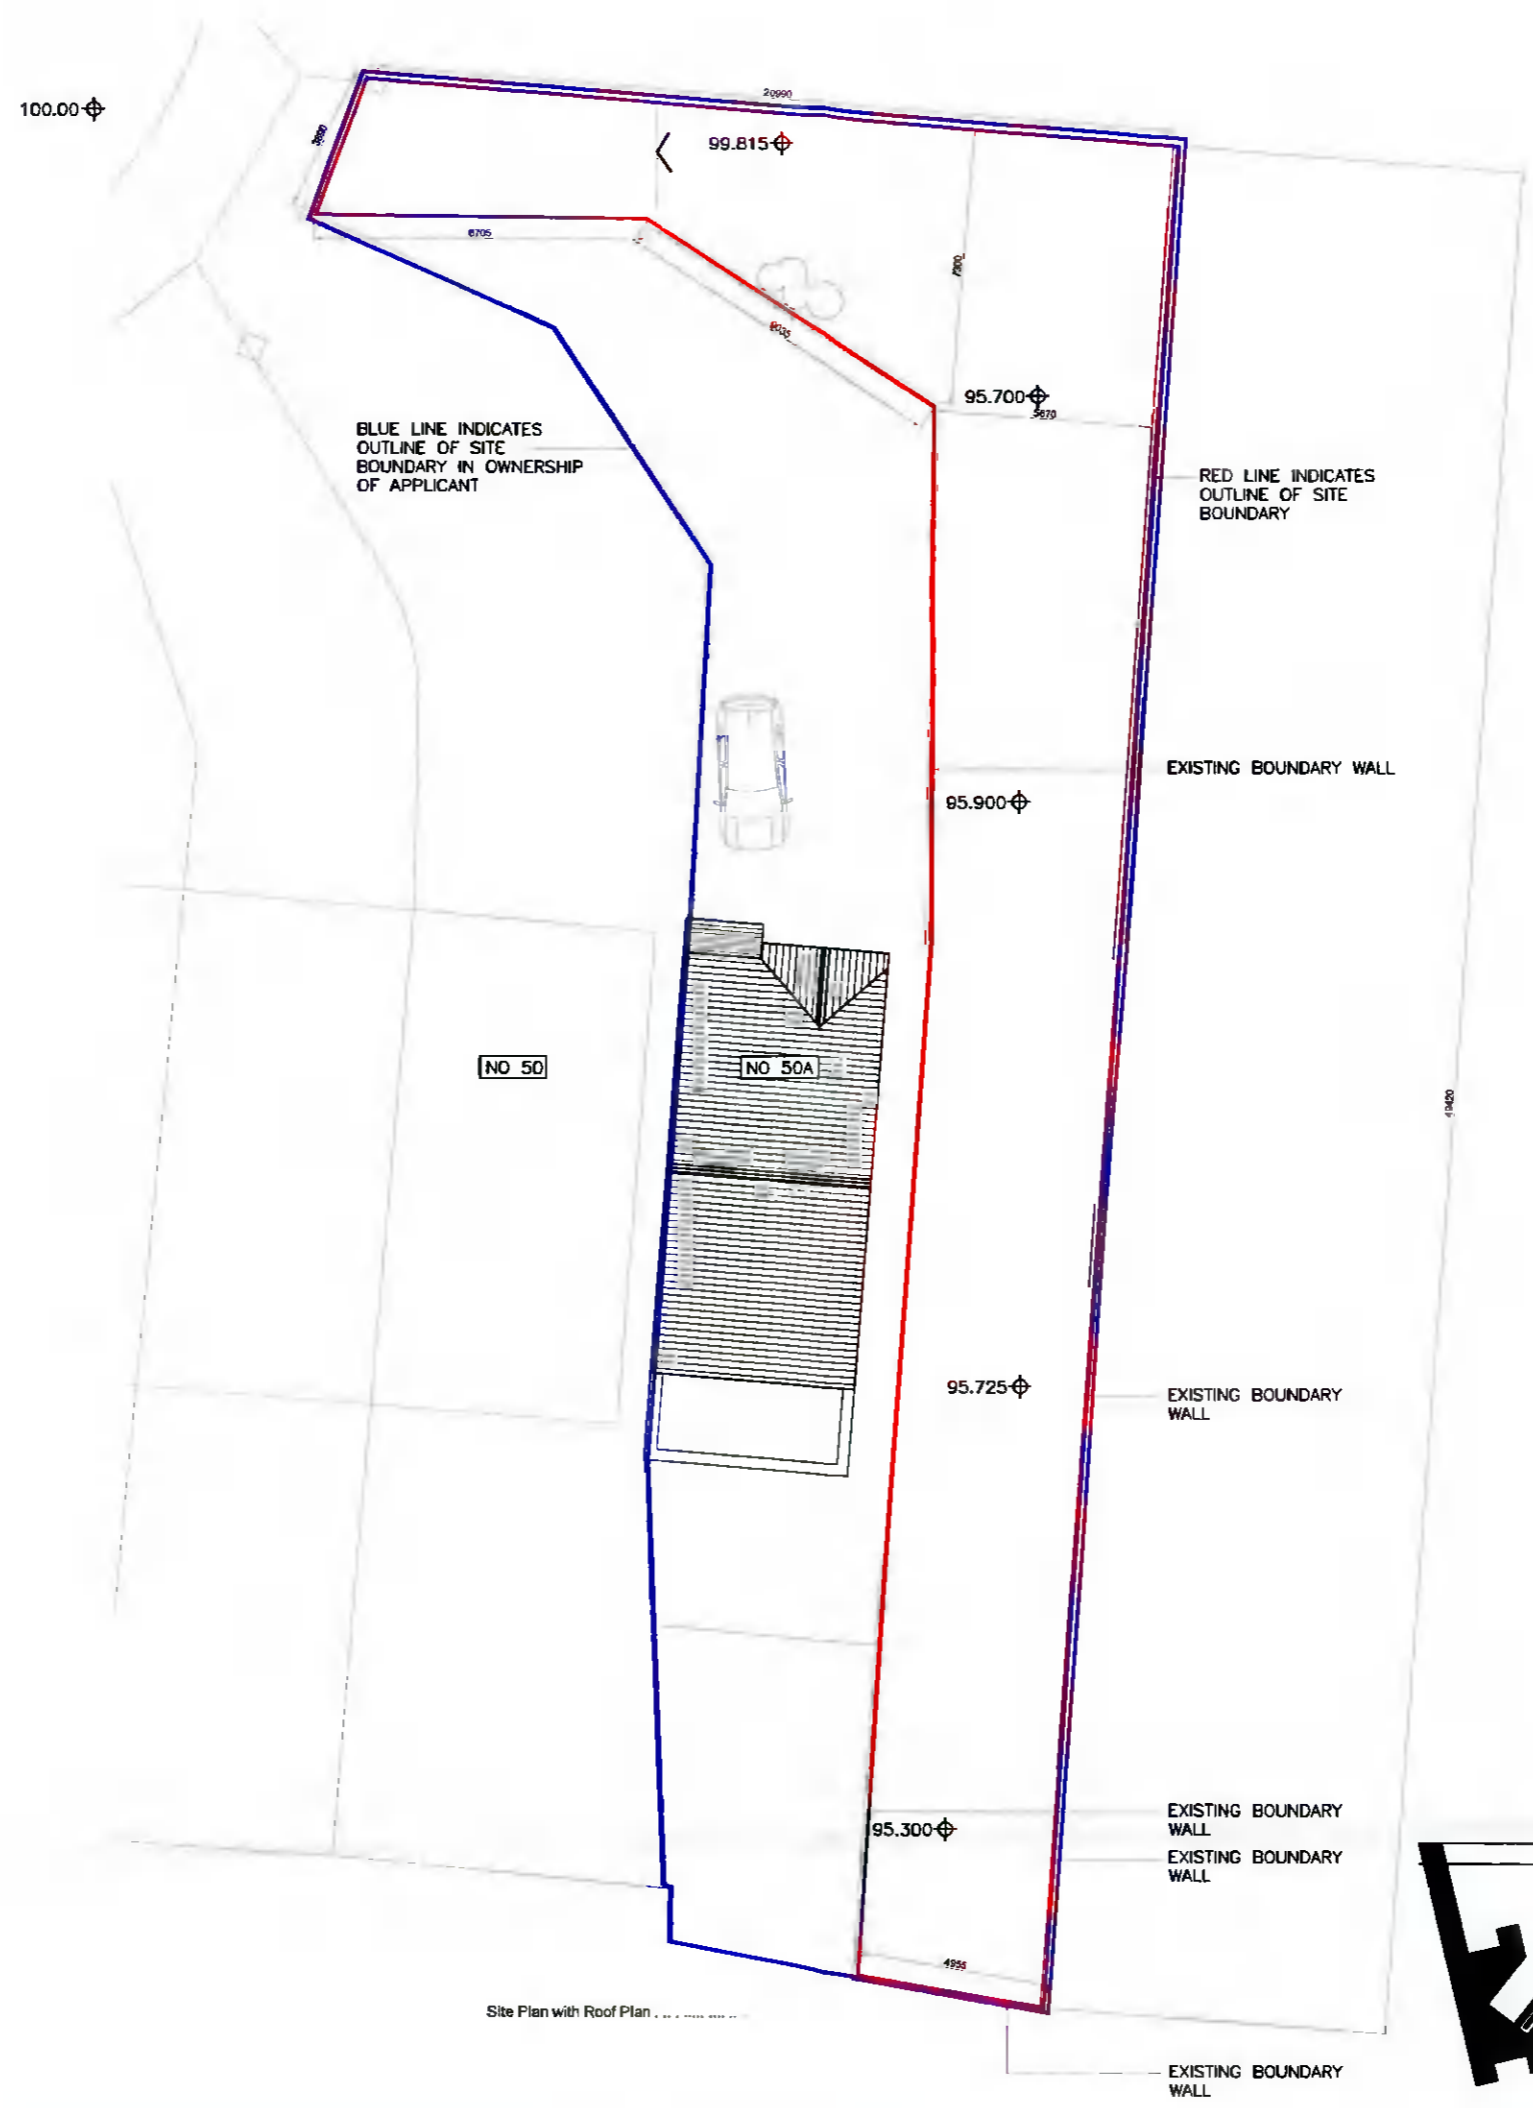 20990
100.00
99.815
3890
6705
7300
9035
95.700
5670
BLUE LINE INDICATES
OUTLINE OF SITE
BOUNDARY IN OWNERSHIP
OF APPLICANT
RED LINE INDICATES
OUTLINE OF SITE
BOUNDARY
EXISTING BOUNDARY WALL
95.900
NO 50
NO 50A
49420
95.725
EXISTING BOUNDARY
WALL
EXISTING BOUNDARY
WALL
95.300
EXISTING BOUNDARY
WALL
4955
Site Plan with Roof Plan
EXISTING BOUNDARY
WALL